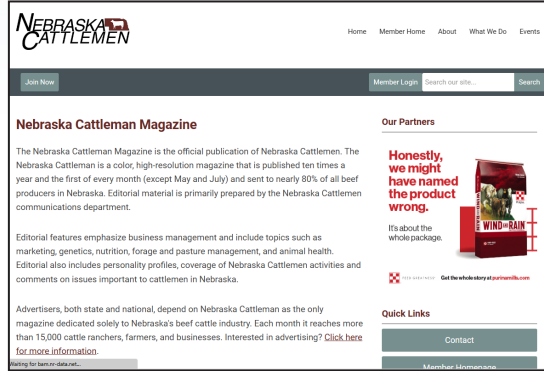 NEBRASKA
CATTLEMEN
Home Member Home About What We Do Events
Join Now
Member Login Search our site... Search
Nebraska Cattleman Magazine
The Nebraska Cattleman Magazine is the official publication of Nebraska Cattlemen. The
Nebraska Cattleman is a color, high-resolution magazine that is published ten times a
year and the first of every month (except May and July) and sent to nearly 80% of all beef
producers in Nebraska. Editorial material is primarily prepared by the Nebraska Cattlemen
communications department.
Editorial features emphasize business management and include topics such as
marketing, genetics, nutrition, forage and pasture management, and animal health.
Editorial also includes personality profiles, coverage of Nebraska Cattlemen activities and
comments on issues important to cattlemen in Nebraska.
Advertisers, both state and national, depend on Nebraska Cattleman as the only
magazine dedicated solely to Nebraska's beef cattle industry. Each month it reaches more
than 15,000 cattle ranchers, farmers, and businesses. Interested in advertising? Click here
for more information.
Waiting for bam.nr-data.net...
Our Partners
Honestly,
we might
have named
the product
wrong.
It's about the
whole package.
WIND AND RAIN
FEED GREATNESS Get the whole story at purinamills.com
Quick Links
Contact
Member Homepage